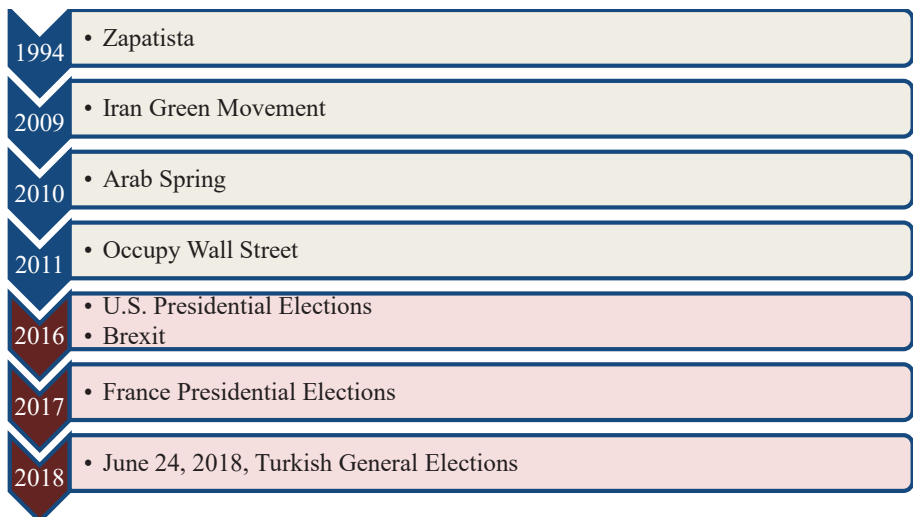 1994
• Zapatista
2009
• Iran Green Movement
2010
• Arab Spring
2011
• Occupy Wall Street
2016
• U.S. Presidential Elections
• Brexit
2017
• France Presidential Elections
2018
• June 24, 2018, Turkish General Elections